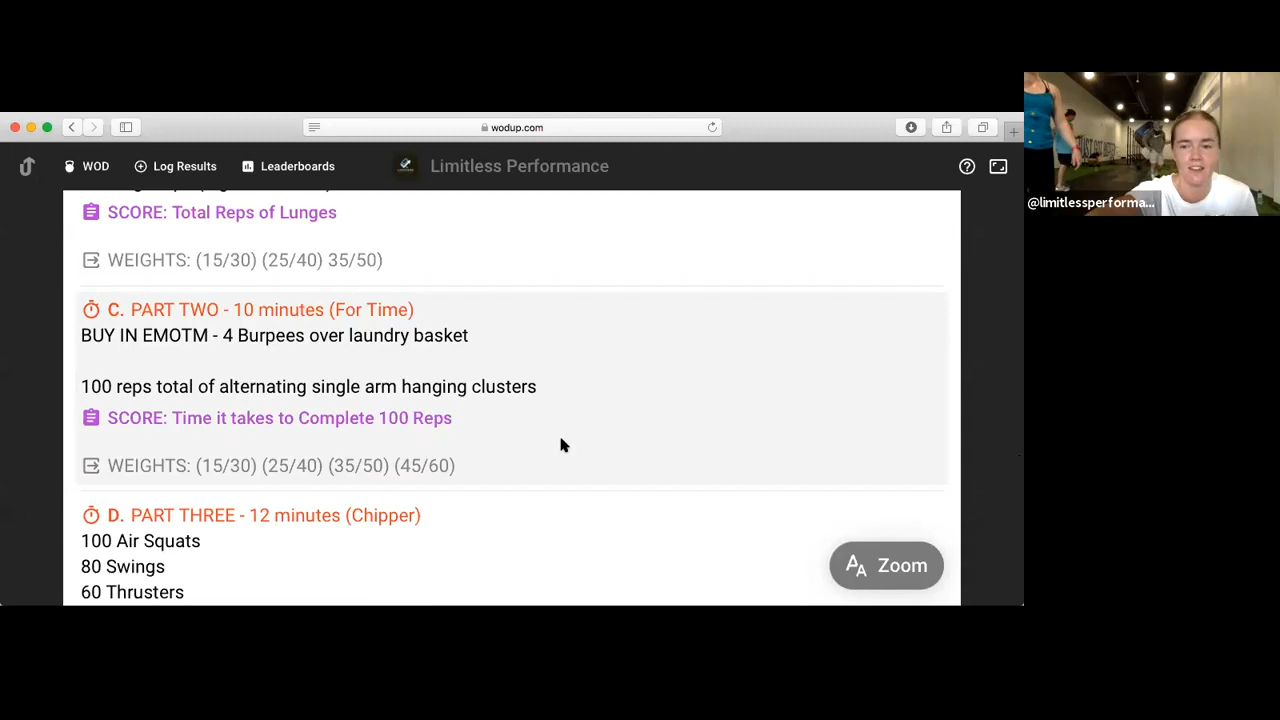 wodup.com
WOD
Log Results
Leaderboards
Limitless Performance
SCORE: Total Reps of Lunges
WEIGHTS: (15/30) (25/40) 35/50)
C. PART TWO - 10 minutes (For Time)
BUY IN EMOTM - 4 Burpees over laundry basket
100 reps total of alternating single arm hanging clusters
SCORE: Time it takes to Complete 100 Reps
WEIGHTS: (15/30) (25/40) (35/50) (45/60)
D. PART THREE - 12 minutes (Chipper)
100 Air Squats
80 Swings
60 Thrusters
AA Zoom
@limitlessperforma...